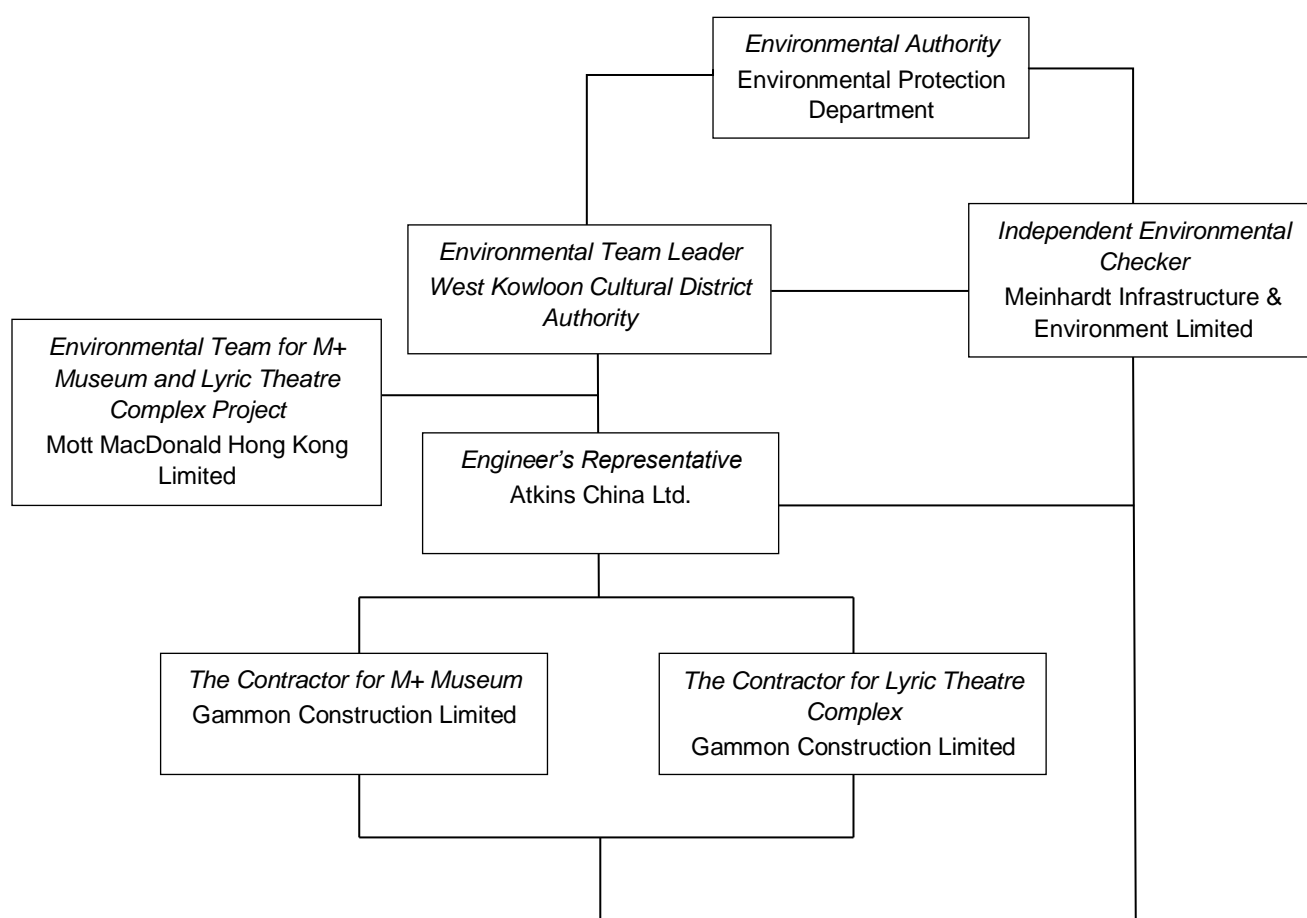 Environmental Authority
Environmental Protection
Department
Environmental Team Leader
West Kowloon Cultural District
Authority
Independent Environmental
Checker
Meinhardt Infrastructure &
Environment Limited
Environmental Team for M+
Museum and Lyric Theatre
Complex Project
Mott MacDonald Hong Kong
Limited
Engineer’s Representative
Atkins China Ltd.
The Contractor for M+ Museum
Gammon Construction Limited
The Contractor for Lyric Theatre
Complex
Gammon Construction Limited